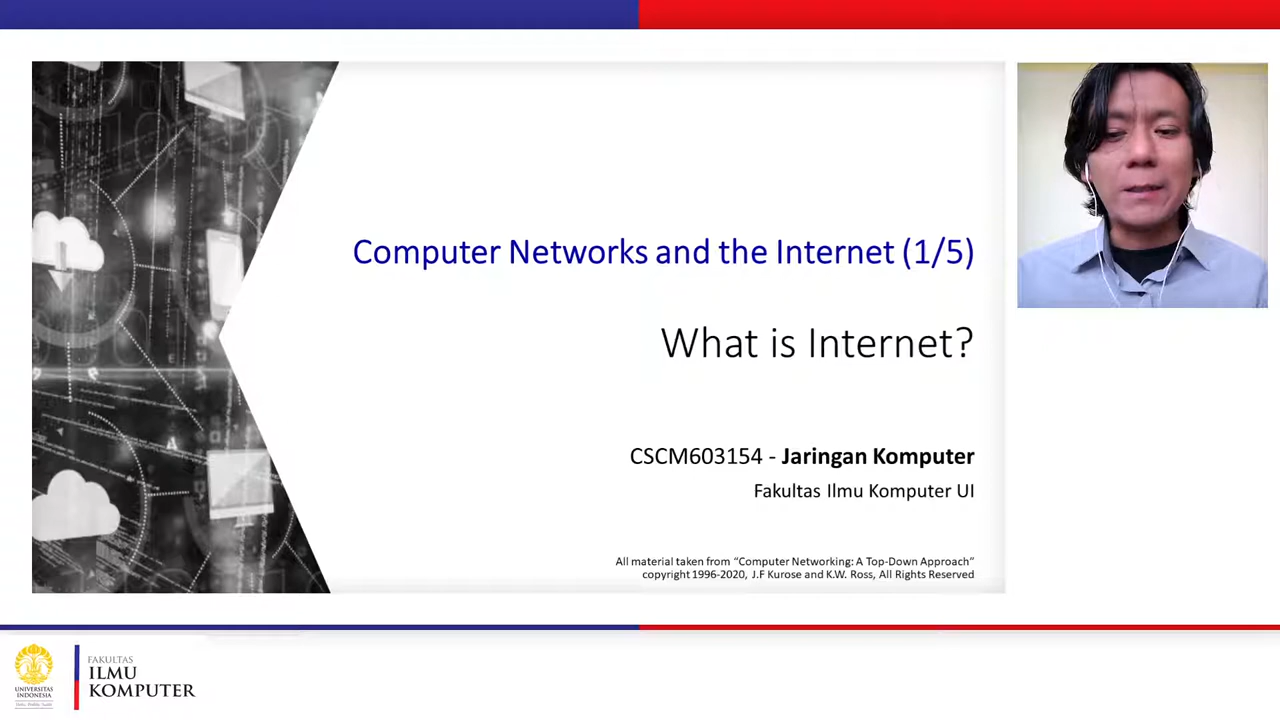 Computer Networks and the Internet (1/5)
What is Internet?
CSCM603154 - Jaringan Komputer
Fakultas Ilmu Komputer UI
All material taken from “Computer Networking: A Top-Down Approach”
copyright 1996-2020, J.F Kurose and K.W. Ross, All Rights Reserved
UNIVERSITAS
INDONESIA
FAKULTAS
ILMU
KOMPUTER